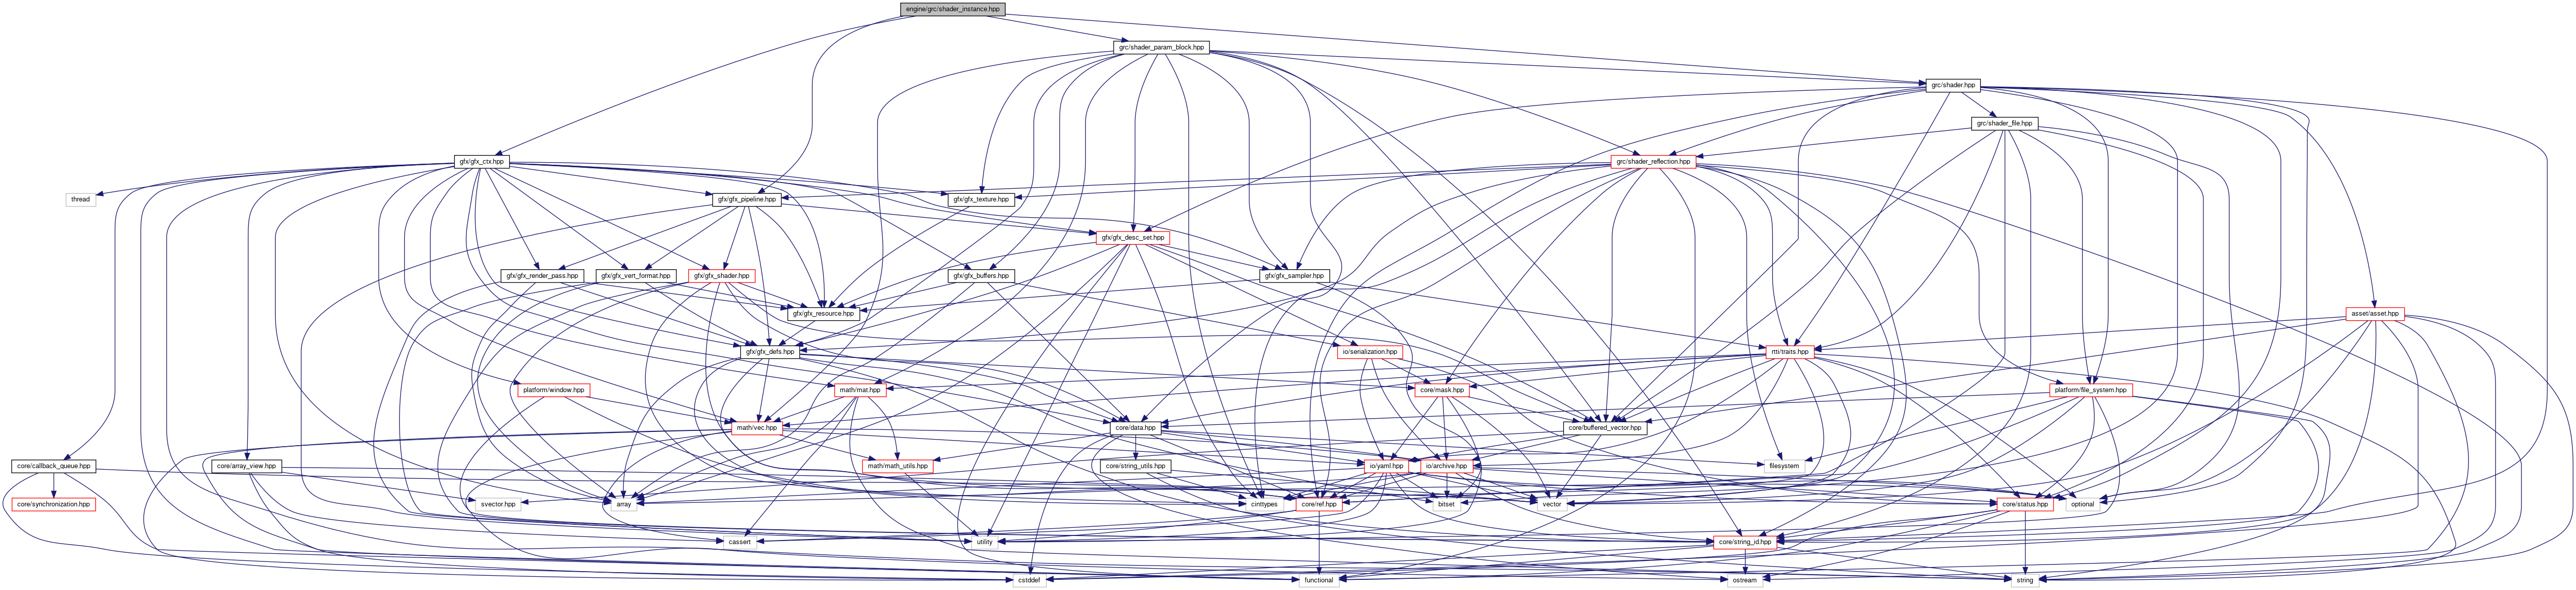 engine/grc/shader_instance.hpp
grc/shader_param_block.hpp
grc/shader.hpp
grc/shader_file.hpp
gfx/gfx_ctx.hpp
grc/shader_reflection.hpp
thread
gfx/gfx_pipeline.hpp
gfx/gfx_texture.hpp
gfx/gfx_desc_set.hpp
gfx/gfx_render_pass.hpp
gfx/gfx_vert_format.hpp
gfx/gfx_shader.hpp
gfx/gfx_buffers.hpp
gfx/gfx_sampler.hpp
gfx/gfx_resource.hpp
asset/asset.hpp
gfx/gfx_defs.hpp
io/serialization.hpp
rtti/traits.hpp
platform/window.hpp
math/mat.hpp
core/mask.hpp
platform/file_system.hpp
math/vec.hpp
core/data.hpp
core/buffered_vector.hpp
core/callback_queue.hpp
core/array_view.hpp
math/math_utils.hpp
core/string_utils.hpp
io/yaml.hpp
io/archive.hpp
filesystem
core/synchronization.hpp
svector.hpp
array
cinttypes
core/ref.hpp
bitset
vector
core/status.hpp
optional
cassert
utility
core/string_id.hpp
cstddef
functional
ostream
string